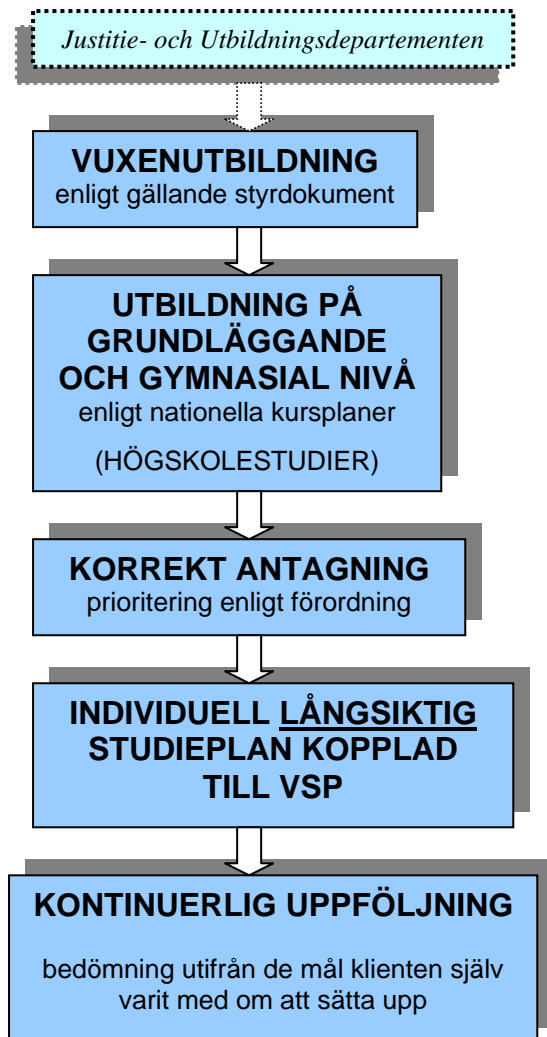 Justitie- och Utbildningsdepartementen
VUXENUTBILDNING
enligt gällande styrdokument
UTBILDNING PÅ
GRUNDLÄGGANDE
OCH GYMNASIAL NIVÅ
enligt nationella kursplaner
(HÖGSKOLESTUDIER)
KORREKT ANTAGNING
prioritering enligt förordning
INDIVIDUELL LÅNGSIKTIG
STUDIEPLAN KOPPLAD
TILL VSP
KONTINUERLIG UPPFÖLJNING
bedömning utifrån de mål klienten själv
varit med om att sätta upp